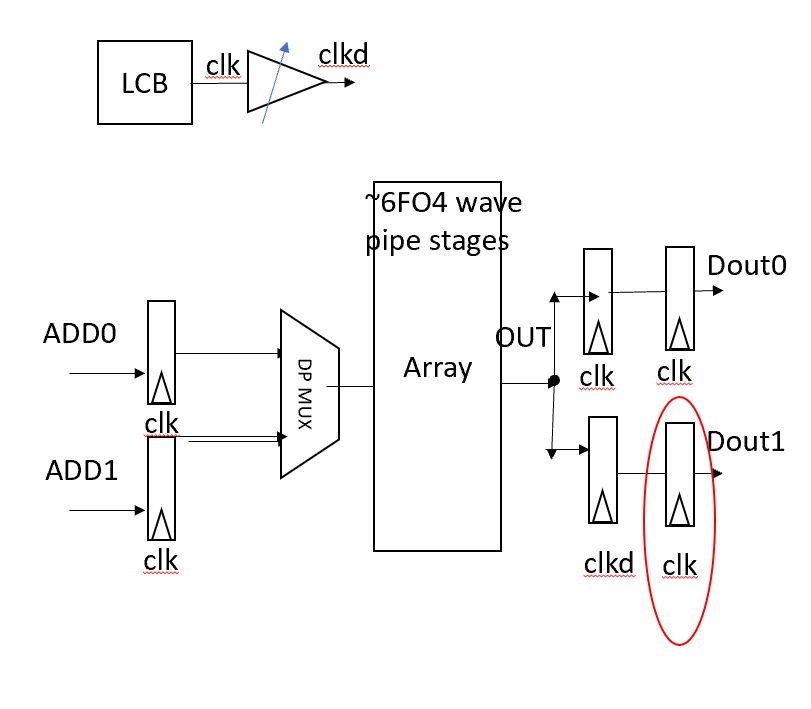 LCB
clk
clkd
~6FO4 wave
pipe stages
Dout0
ADD0
OUT
DP MUX
Array
clk
clk
clk
Dout1
ADD1
clk
clkd
clk